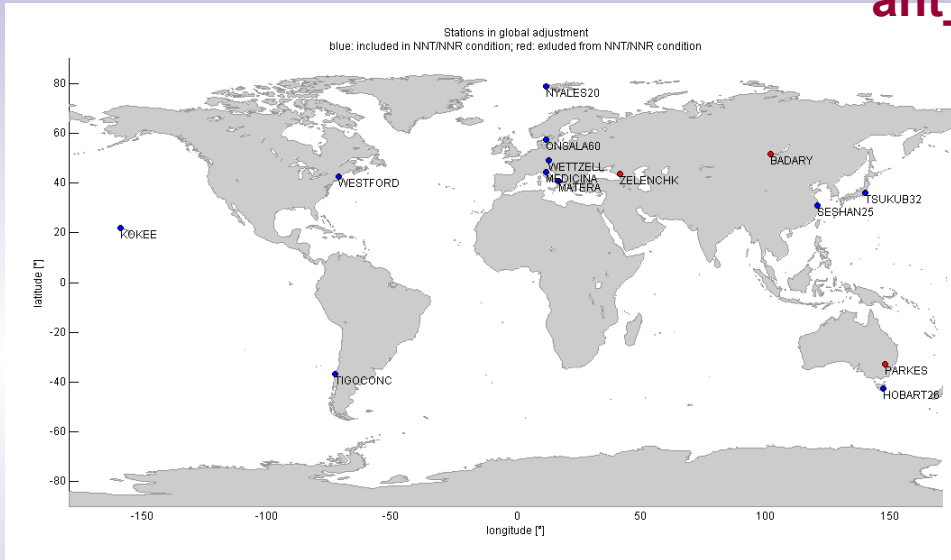 ant_
Stations in global adjustment
blue: included in NNT/NNR condition; red: exluded from NNT/NNR condition
80
NYALES20
60
ONSALA60
BADARY
WETTZELL
MEDICINA
ZELENCHK
40
WESTFORD
MATERA
TSUKUB32
SESHAN25
20
KOKEE
0
latitude [°]
-20
PARKES
-40
TIGOCONC
HOBART26
-60
-80
-150 -100 -50 0 50 100 150
longitude [°]